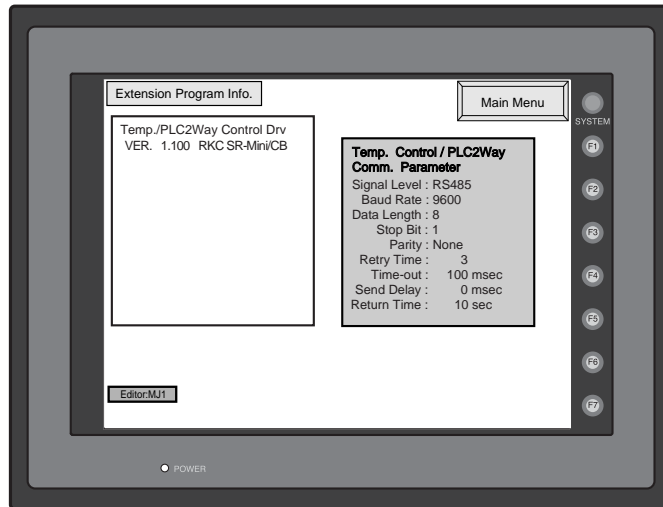 Extension Program Info.
Main Menu
SYSTEM
Temp./PLC2Way Control Drv
VER. 1.100 RKC SR-Mini/CB
Temp. Control / PLC2Way
Comm. Parameter
Signal Level : RS485
Baud Rate : 9600
Data Length : 8
Stop Bit : 1
Parity : None
Retry Time : 3
Time-out : 100 msec
Send Delay : 0 msec
Return Time : 10 sec
F1
F2
F3
F4
F5
F6
F7
Editor:MJ1
POWER